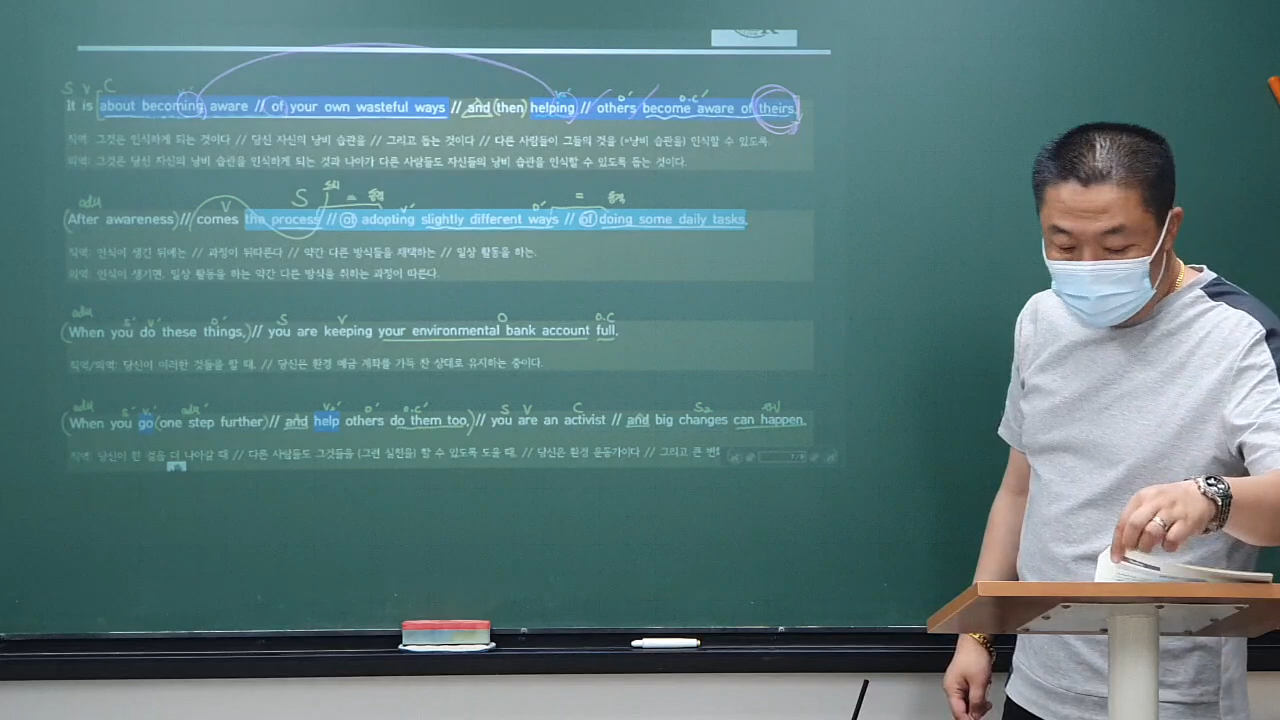 S V C V₁' V₂' O' O.C'
It is about becoming aware // of your own wasteful ways // and (then) helping // others become aware of theirs.
직역: 그것은 인식하게 되는 것이다 // 당신 자신의 낭비 습관을 // 그리고 돕는 것이다 // 다른 사람들이 그들의 것을 (=낭비 습관을) 인식할 수 있도록.
의역: 그것은 당신 자신의 낭비 습관을 인식하게 되는 것과 나아가 다른 사람들도 자신들의 낭비 습관을 인식할 수 있도록 돕는 것이다.
adv V S = 동격 V' O' = 동격
(After awareness) // comes the process // of adopting slightly different ways // of doing some daily tasks.
직역: 인식이 생긴 뒤에는 // 과정이 뒤따른다 // 약간 다른 방식들을 채택하는 // 일상 활동을 하는.
의역: 인식이 생기면, 일상 활동을 하는 약간 다른 방식을 취하는 과정이 따른다.
adv S' V' O' S V O O.C
(When you do these things,) // you are keeping your environmental bank account full.
직역/의역: 당신이 이러한 것들을 할 때, // 당신은 환경 예금 계좌를 가득 찬 상태로 유지하는 중이다.
adv S' V₁' adv' V₂' O' O.C' S V C S₂
(When you go (one step further) // and help others do them too,) // you are an activist // and big changes can happen.
직역: 당신이 한 걸음 더 나아갈 때 // 다른 사람들도 그것들을 (그런 실천을) 할 수 있도록 도울 때, // 당신은 환경 운동가이다 // 그리고 큰